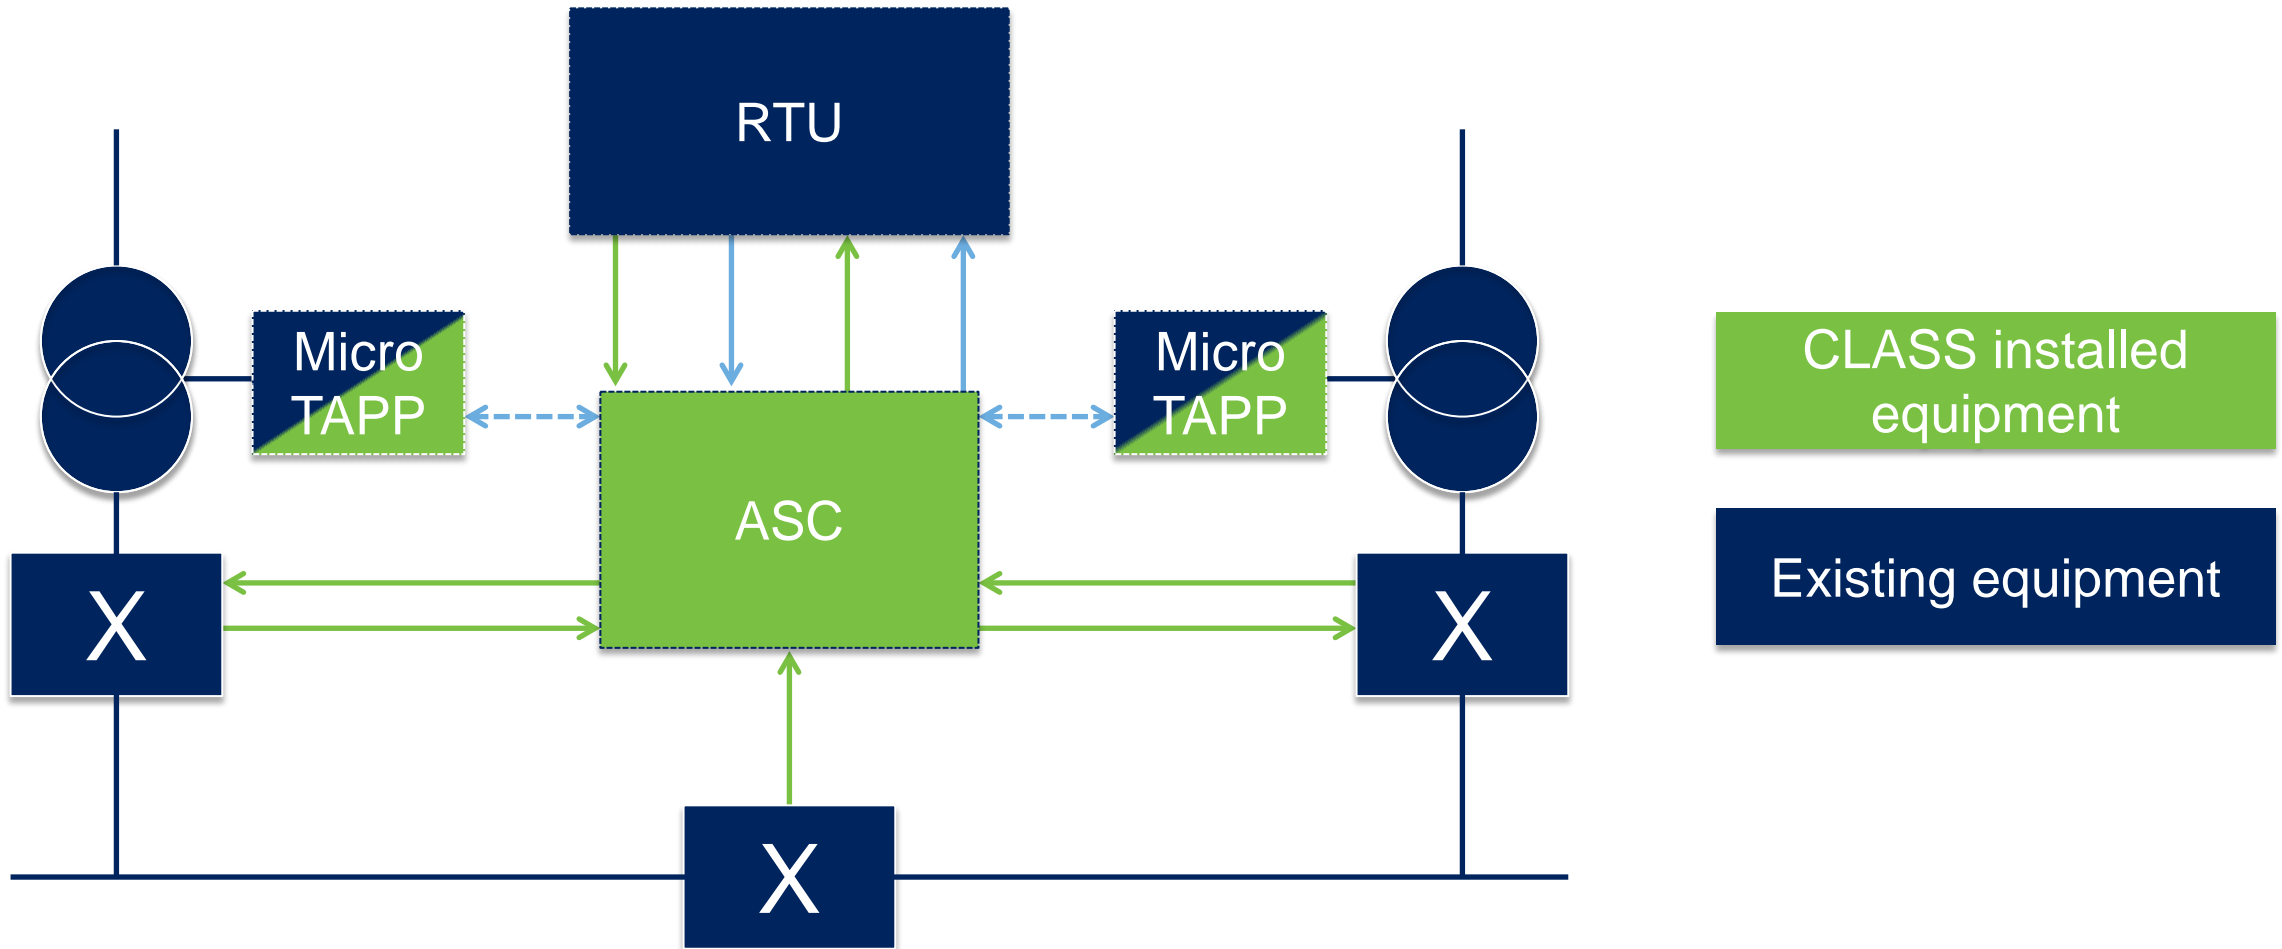 RTU
Micro
TAPP
Micro
TAPP
CLASS installed
equipment
ASC
Existing equipment
X
X
X